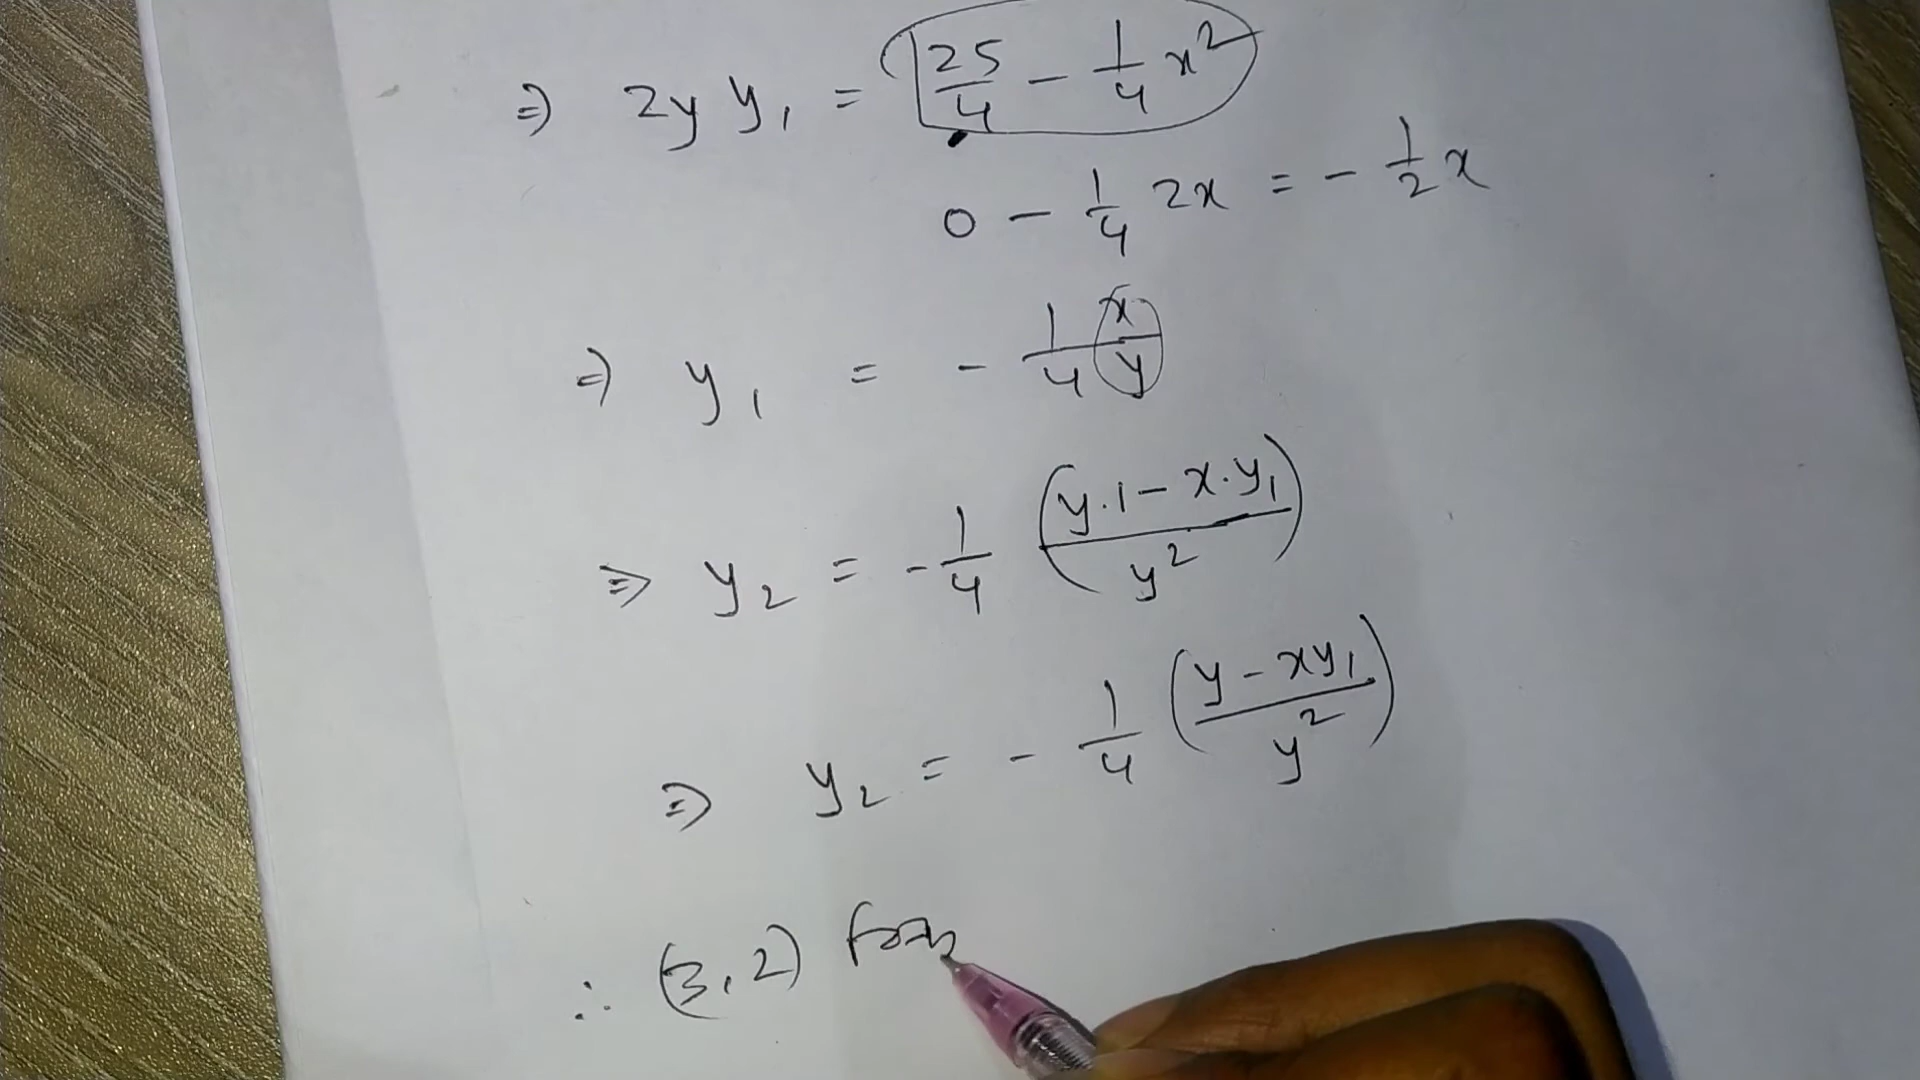 ⇒ 2y y₁ = 25/4 - 1/4 x²
0 - 1/4 2x = - 1/2 x
⇒ y₁ = - 1/4 x/y
⇒ y₂ = - 1/4 ((y.1 - x.y₁)/y²)
⇒ y₂ = - 1/4 ((y - xy₁)/y²)
∴ (3,2)